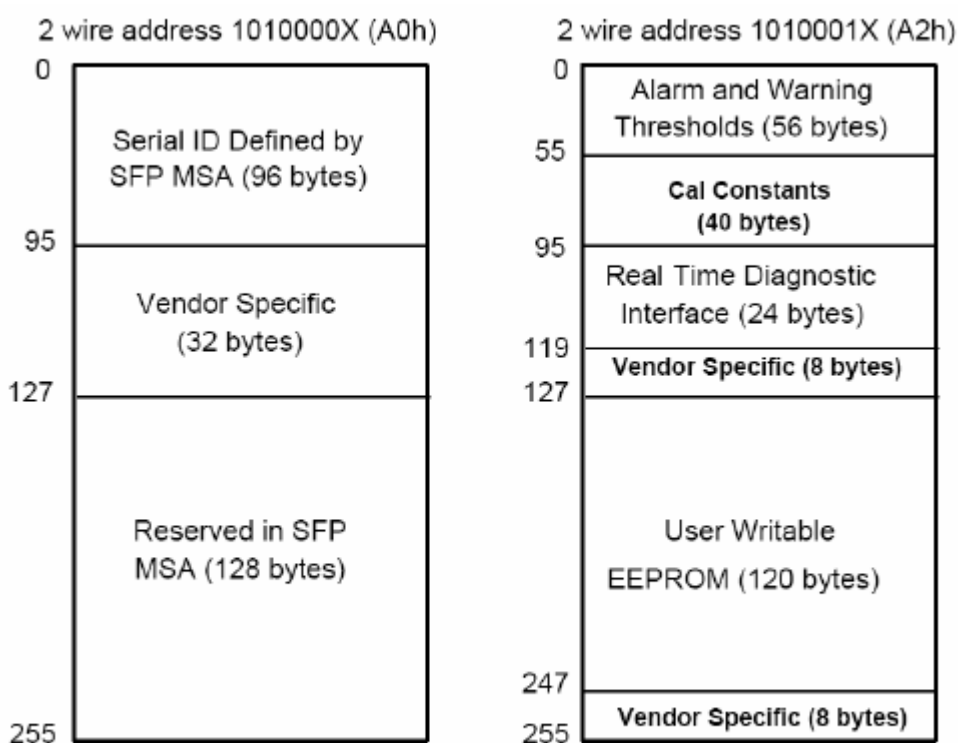 2 wire address 1010000X (A0h)
0
Serial ID Defined by
SFP MSA (96 bytes)
95
Vendor Specific
(32 bytes)
127
Reserved in SFP
MSA (128 bytes)
255
2 wire address 1010001X (A2h)
0
Alarm and Warning
Thresholds (56 bytes)
55
Cal Constants
(40 bytes)
95
Real Time Diagnostic
Interface (24 bytes)
119
Vendor Specific (8 bytes)
127
User Writable
EEPROM (120 bytes)
247
Vendor Specific (8 bytes)
255